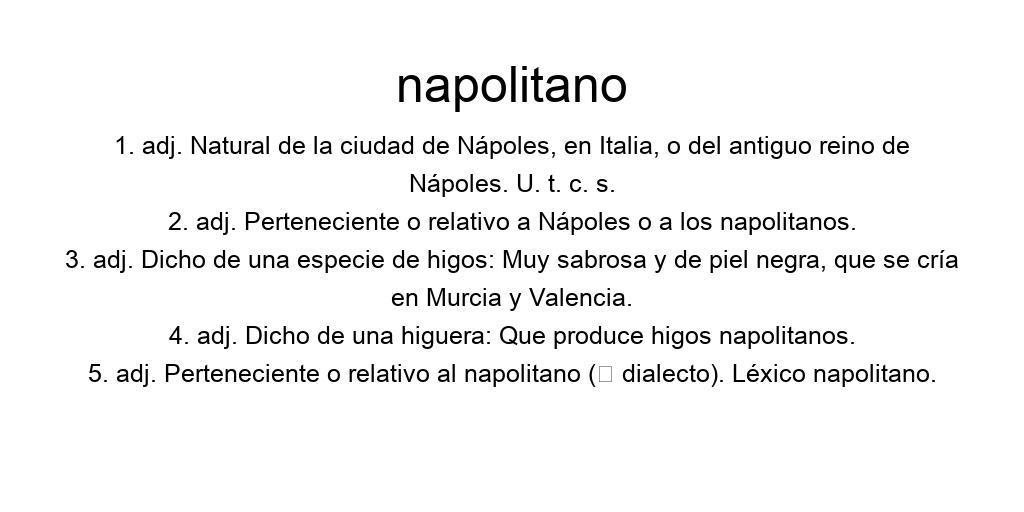 napolitano
1. adj. Natural de la ciudad de Nápoles, en Italia, o del antiguo reino de
Nápoles. U. t. c. s.
2. adj. Perteneciente o relativo a Nápoles o a los napolitanos.
3. adj. Dicho de una especie de higos: Muy sabrosa y de piel negra, que se cría
en Murcia y Valencia.
4. adj. Dicho de una higuera: Que produce higos napolitanos.
5. adj. Perteneciente o relativo al napolitano (▯ dialecto). Léxico napolitano.